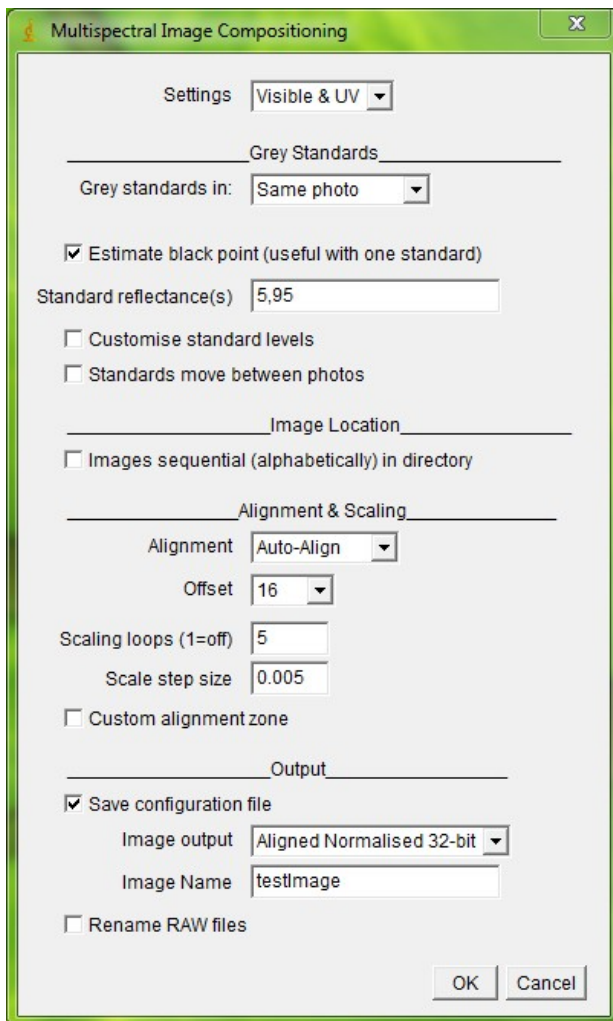 Multispectral Image Compositioning
Settings Visible & UV
Grey Standards
Grey standards in: Same photo
Estimate black point (useful with one standard)
Standard reflectance(s) 5,95
Customise standard levels
Standards move between photos
Image Location
Images sequential (alphabetically) in directory
Alignment & Scaling
Alignment Auto-Align
Offset 16
Scaling loops (1=off) 5
Scale step size 0.005
Custom alignment zone
Output
Save configuration file
Image output Aligned Normalised 32-bit
Image Name testImage
Rename RAW files
OK Cancel